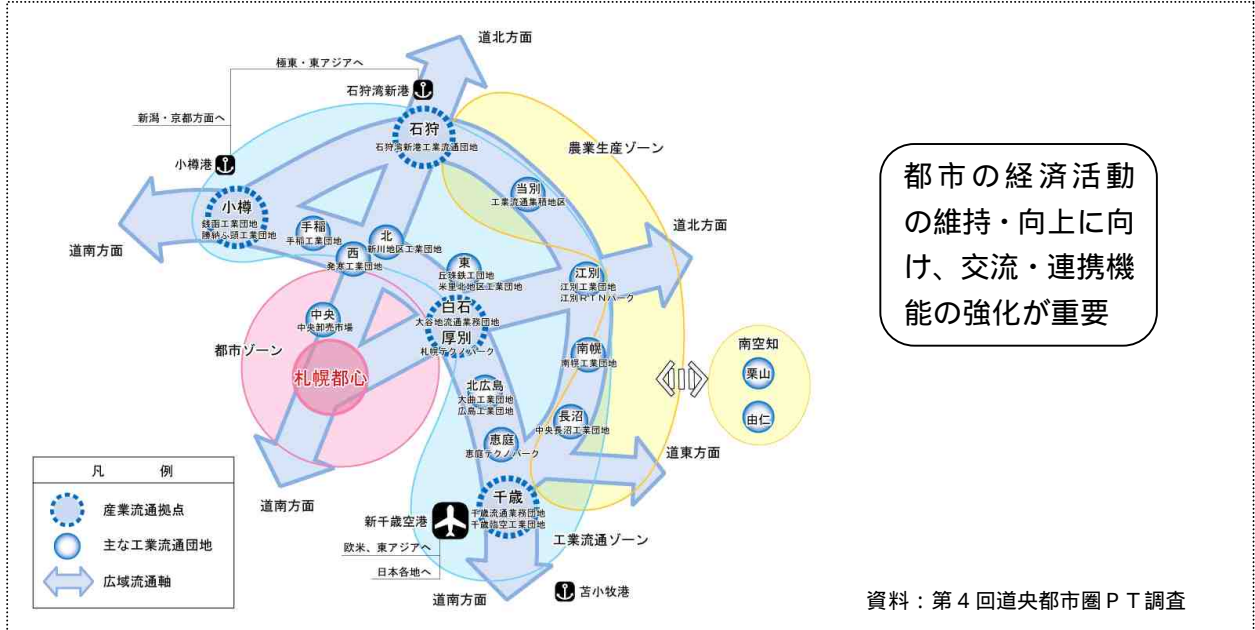 道北方面
極東・東アジアへ
石狩湾新港
石狩
石狩湾新港工業流通団地
新潟・京都方面へ
小樽港
農業生産ゾーン
当別
工業流通集積地区
小樽
銭函工業団地
勝納ふ頭工業団地
手稲
手稲工業団地
北
新川地区工業団地
西
発寒工業団地
道南方面
道北方面
東
丘珠鉄工団地
米里北地区工業団地
江別
江別工業団地
江別RTNパーク
中央
中央卸売市場
白石
大谷地流通業務団地
厚別
札幌テクノパーク
都市ゾーン
札幌都心
南幌
南幌工業団地
南空知
栗山
由仁
北広島
大曲工業団地
広島工業団地
長沼
中央長沼工業団地
恵庭
恵庭テクノパーク
道東方面
道南方面
千歳
千歳流通業務団地
千歳臨空工業団地
新千歳空港
欧米、東アジアへ
日本各地へ
工業流通ゾーン
道南方面
苫小牧港
凡 例
産業流通拠点
主な工業流通団地
広域流通軸
都市の経済活動
の維持・向上に向
け、交流・連携機
能の強化が重要
資料：第４回道央都市圏ＰＴ調査